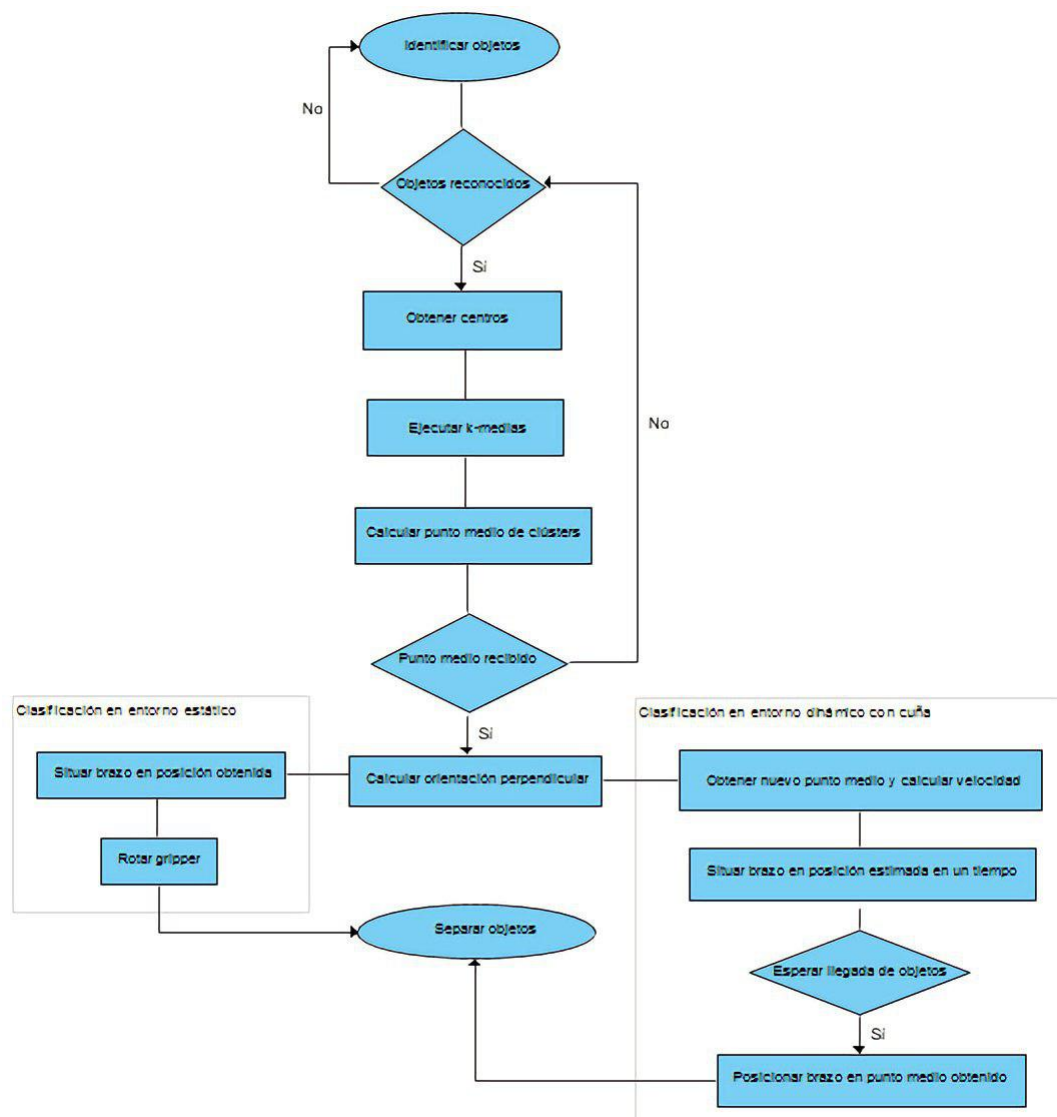 Identificar objetos
No
Objetos reconocidos
Sí
Obtener centros
Ejecutar k-medias
No
Calcular punto medio de clústers
Punto medio recibido
Clasificación en entorno estático
Sí
Clasificación en entorno dinámico con cuña
Situar brazo en posición obtenida
Calcular orientación perpendicular
Obtener nuevo punto medio y calcular velocidad
Rotar gripper
Situar brazo en posición estimada en un tiempo
Separar objetos
Esperar llegada de objetos
Sí
Posicionar brazo en punto medio obtenido